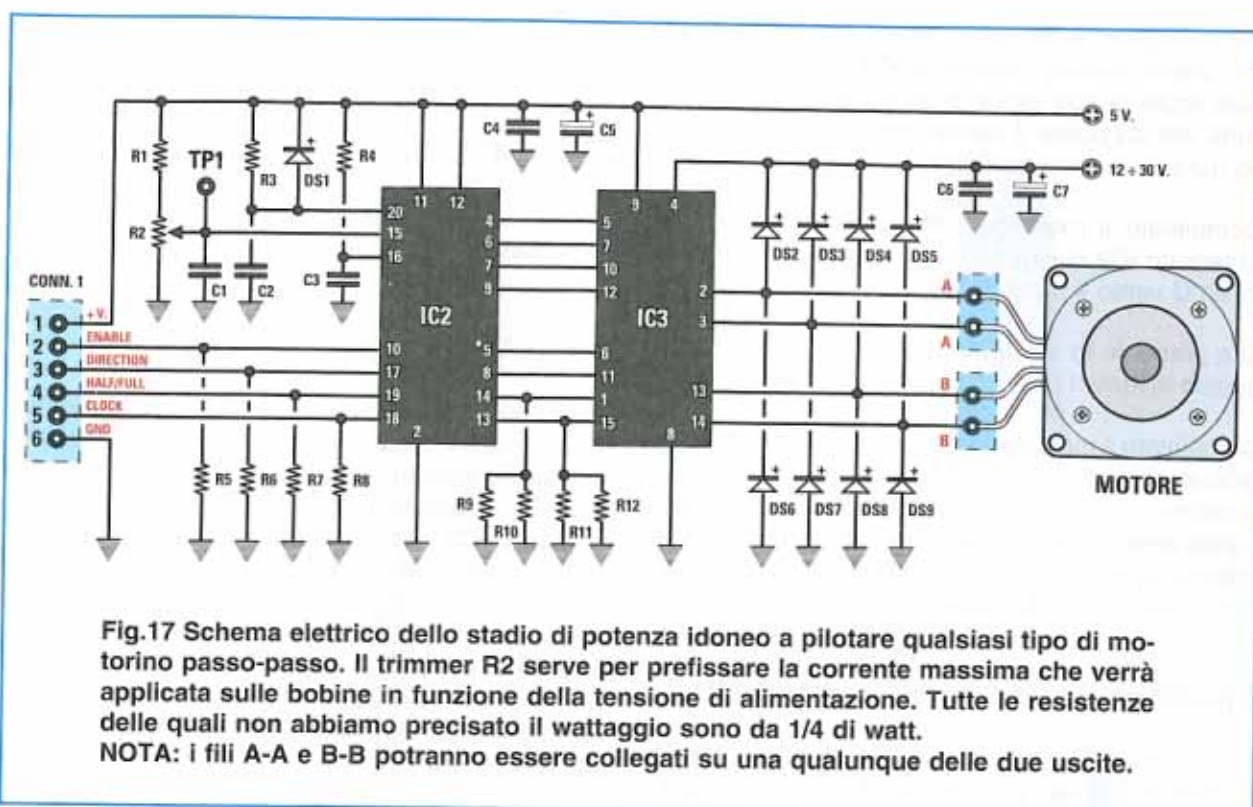 5 V.
12 ÷ 30 V.
R1
TP1
R3
DS1
R4
C4
C5
C6
C7
R2
C1
C2
C3
CONN. 1
1
2
3
4
5
6
+ V.
ENABLE
DIRECTION
HALF/FULL
CLOCK
GND
11
12
20
15
16
10
17
19
18
2
4
6
7
9
*5
8
14
13
IC2
9
4
5
7
10
12
6
11
1
15
2
3
13
14
8
IC3
DS2
DS3
DS4
DS5
A
A
B
B
MOTORE
R5
R6
R7
R8
R9
R10
R11
R12
DS6
DS7
DS8
DS9
Fig.17 Schema elettrico dello stadio di potenza idoneo a pilotare qualsiasi tipo di mo-
torino passo-passo. Il trimmer R2 serve per prefissare la corrente massima che verrà
applicata sulle bobine in funzione della tensione di alimentazione. Tutte le resistenze
delle quali non abbiamo precisato il wattaggio sono da 1/4 di watt.
NOTA: i fili A-A e B-B potranno essere collegati su una qualunque delle due uscite.